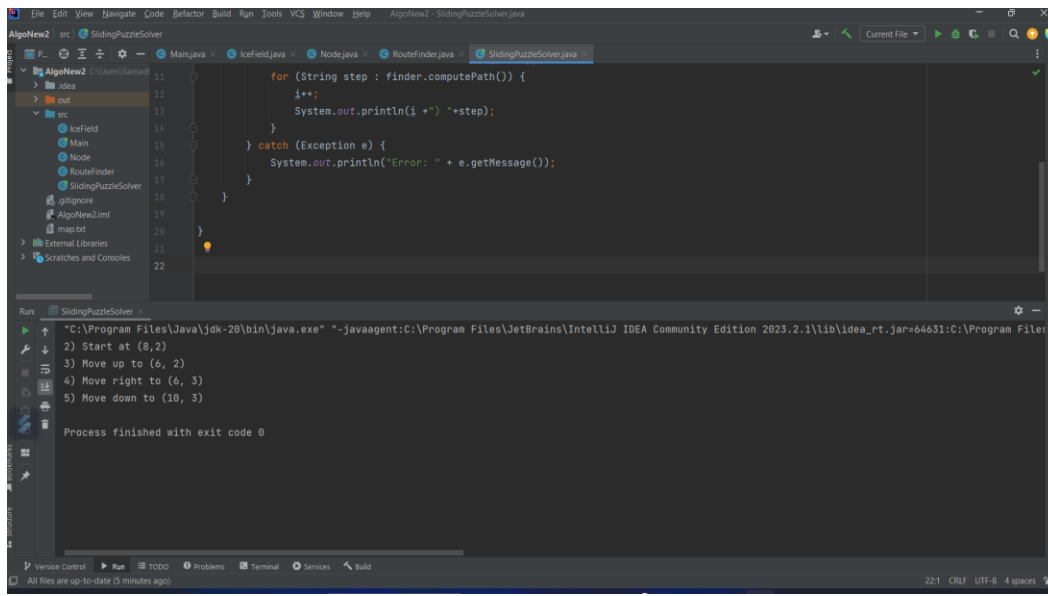 File Edit View Navigate Code Refactor Build Run Tools VCS Window Help AlgoNew2 - SlidingPuzzleSolver.java
AlgoNew2 src SlidingPuzzleSolver
Current File
Project
P...
Main.java IceField.java Node.java RouteFinder.java SlidingPuzzleSolver.java
AlgoNew2 C:\Users\Samadi
.idea
out
src
IceField
Main
Node
RouteFinder
SlidingPuzzleSolver
.gitignore
AlgoNew2.iml
map.txt
External Libraries
Scratches and Consoles
11 for (String step : finder.computePath()) {
12 i++;
13 System.out.println(i +") "+step);
14 }
15 } catch (Exception e) {
16 System.out.println("Error: " + e.getMessage());
17 }
18 }
19
20 }
21
22
Run: SlidingPuzzleSolver
"C:\Program Files\Java\jdk-20\bin\java.exe" "-javaagent:C:\Program Files\JetBrains\IntelliJ IDEA Community Edition 2023.2.1\lib\idea_rt.jar=64631:C:\Program Files
2) Start at (8,2)
3) Move up to (6, 2)
4) Move right to (6, 3)
5) Move down to (10, 3)
Process finished with exit code 0
Bookmarks
Structure
Version Control Run TODO Problems Terminal Services Build
All files are up-to-date (5 minutes ago)
22:1 CRLF UTF-8 4 spaces